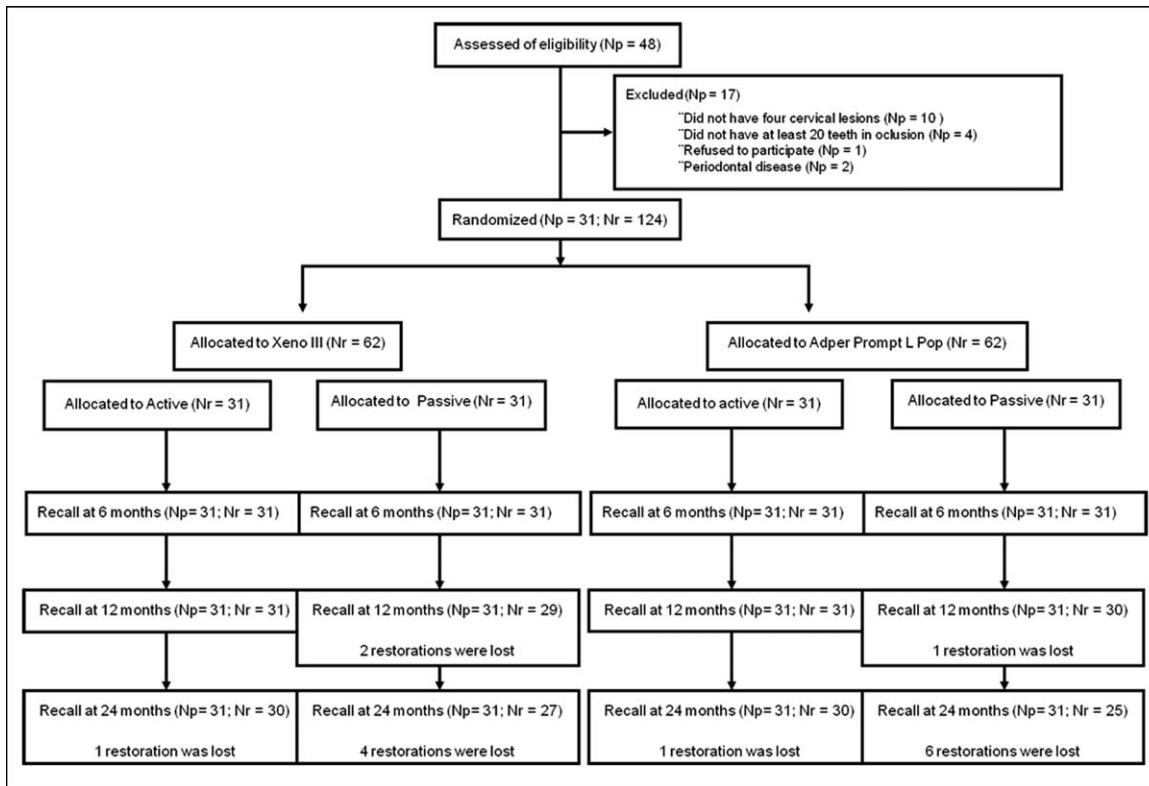 Assessed of eligibility (Np = 48)
Excluded (Np = 17)
¨Did not have four cervical lesions (Np = 10 )
¨Did not have at least 20 teeth in oclusion (Np = 4)
¨Refused to participate (Np = 1)
¨Periodontal disease (Np = 2)
Randomized (Np = 31; Nr = 124)
Allocated to Xeno III (Nr = 62)
Allocated to Adper Prompt L Pop (Nr = 62)
Allocated to Active (Nr = 31)
Allocated to Passive (Nr = 31)
Allocated to active (Nr = 31)
Allocated to Passive (Nr = 31)
Recall at 6 months (Np= 31; Nr = 31)
Recall at 6 months (Np= 31; Nr = 31)
Recall at 6 months (Np= 31; Nr = 31)
Recall at 6 months (Np= 31; Nr = 31)
Recall at 12 months (Np= 31; Nr = 31)
Recall at 12 months (Np= 31; Nr = 29)
2 restorations were lost
Recall at 12 months (Np= 31; Nr = 31)
Recall at 12 months (Np= 31; Nr = 30)
1 restoration was lost
Recall at 24 months (Np= 31; Nr = 30)
1 restoration was lost
Recall at 24 months (Np= 31; Nr = 27)
4 restorations were lost
Recall at 24 months (Np= 31; Nr = 30)
1 restoration was lost
Recall at 24 months (Np= 31; Nr = 25)
6 restorations were lost